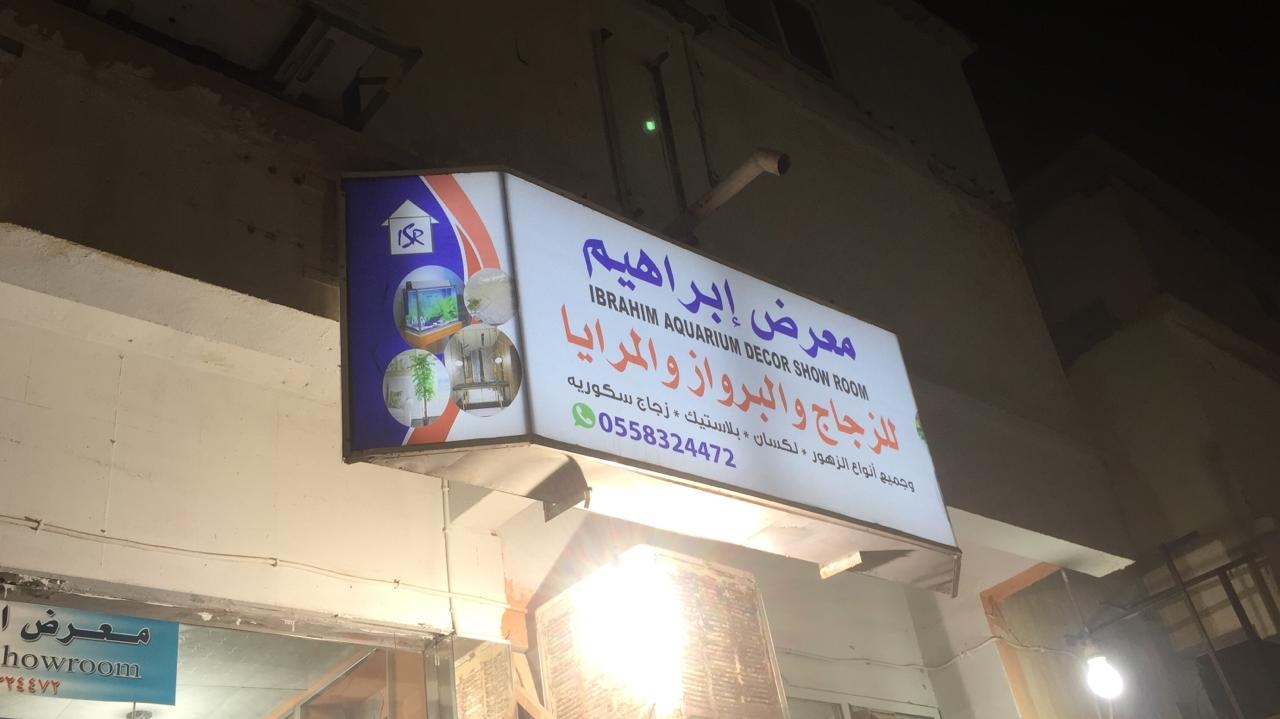 ISR
معرض إبراهيم
IBRAHIM AQUARIUM DECOR SHOW ROOM
للزجاج والبرواز والمرايا
وجميع أنواع الزهور * لكسان * بلاستيك * زجاج سكوريه
0558324472
معرض
howroom
٢٤٤٧٢